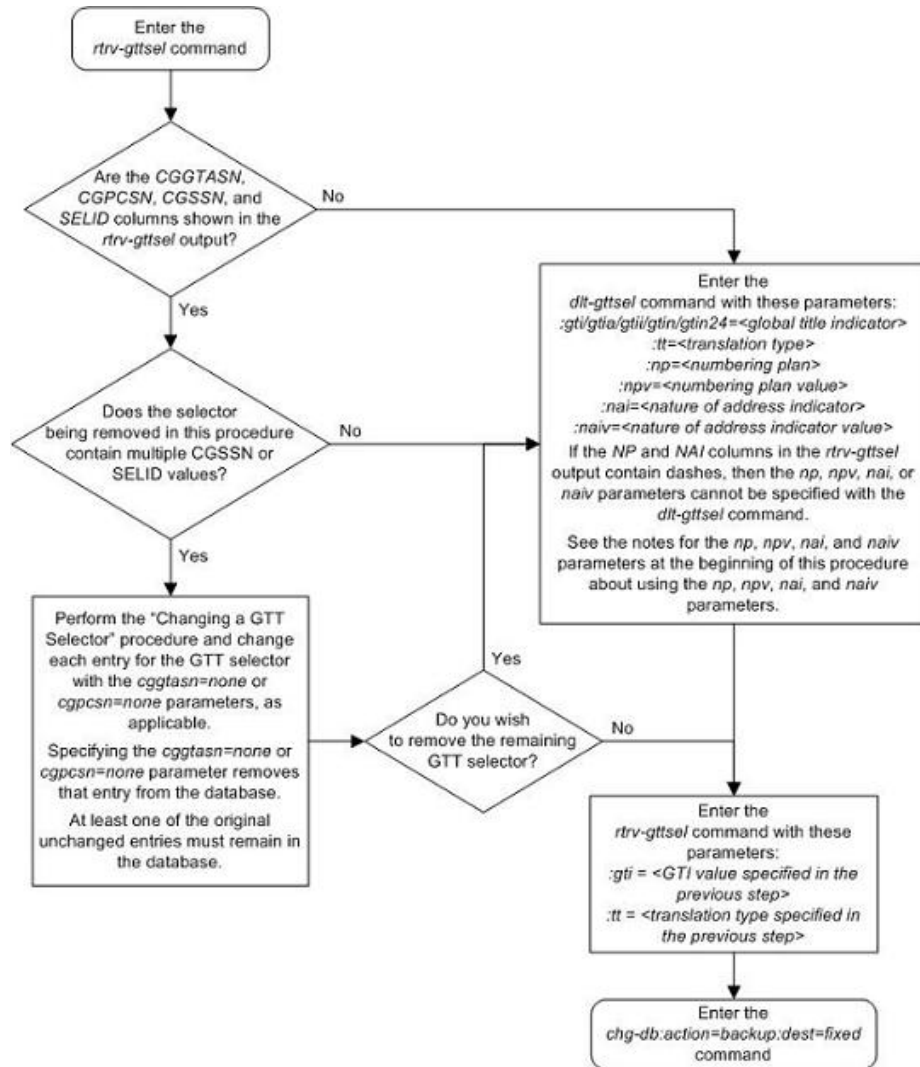 Enter the
rtrv-gttsel command
Are the CGGTASN,
CGPCSN, CGSSN, and
SELID columns shown in the
rtrv-gttsel output?
No
Yes
Does the selector
being removed in this procedure
contain multiple CGSSN or
SELID values?
No
Yes
Perform the "Changing a GTT
Selector" procedure and change
each entry for the GTT selector
with the cggtasn=none or
cgpcsn=none parameters, as
applicable.
Specifying the cggtasn=none or
cgpcsn=none parameter removes
that entry from the database.
At least one of the original
unchanged entries must remain in
the database.
Do you wish
to remove the remaining
GTT selector?
Yes
No
Enter the
dlt-gttsel command with these parameters:
:gti/gtia/gtii/gtin/gtin24=<global title indicator>
:tt=<translation type>
:np=<numbering plan>
:npv=<numbering plan value>
:nai=<nature of address indicator>
:naiv=<nature of address indicator value>
If the NP and NAI columns in the rtrv-gttsel
output contain dashes, then the np, npv, nai, or
naiv parameters cannot be specified with the
dlt-gttsel command.
See the notes for the np, npv, nai, and naiv
parameters at the beginning of this procedure
about using the np, npv, nai, and naiv
parameters.
Enter the
rtrv-gttsel command with these
parameters:
:gti = <GTI value specified in the
previous step>
:tt = <translation type specified in
the previous step>
Enter the
chg-db:action=backup:dest=fixed
command